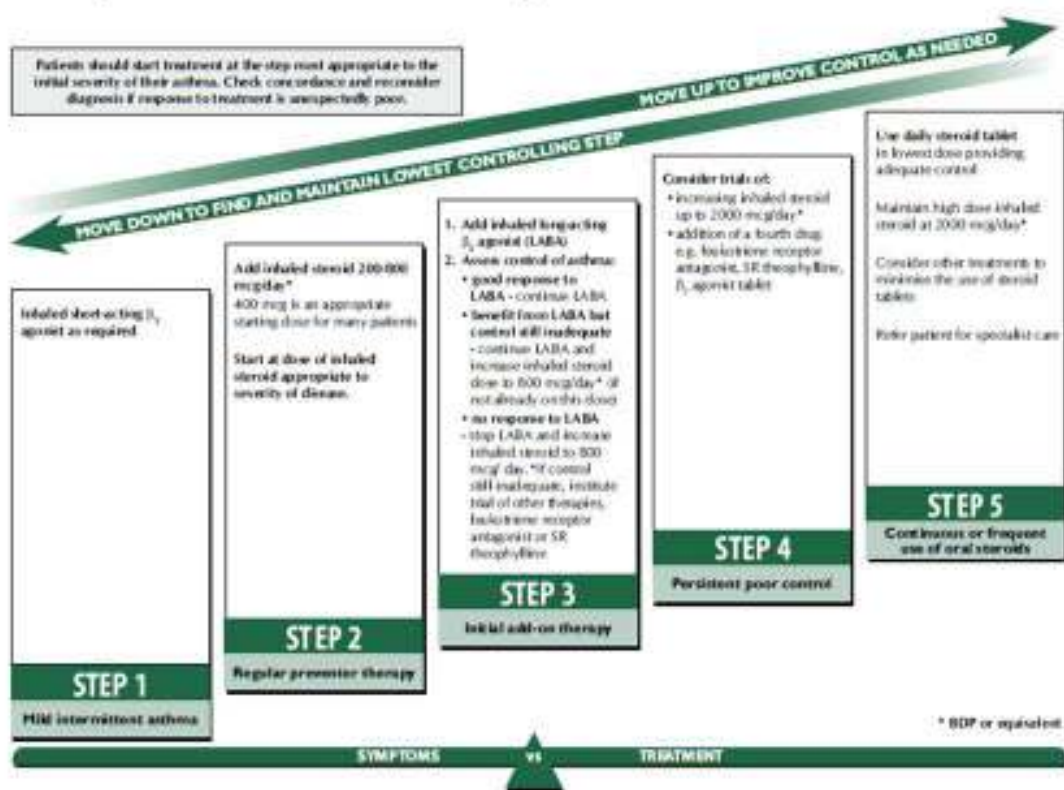 Patients should start treatment at the step most appropriate to the
initial severity of their asthma. Check concordance and reconsider
diagnosis if response to treatment is unexpectedly poor.
MOVE UP TO IMPROVE CONTROL AS NEEDED
MOVE DOWN TO FIND AND MAINTAIN LOWEST CONTROLLING STEP
Inhaled short-acting β₂
agonist as required
STEP 1
Mild intermittent asthma
Add inhaled steroid 200-800
mcg/day*
400 mcg is an appropriate
starting dose for many patients
Start at dose of inhaled
steroid appropriate to
severity of disease.
STEP 2
Regular preventer therapy
1. Add inhaled long-acting
β₂ agonist (LABA)
2. Assess control of asthma:
• good response to
LABA - continue LABA
• benefit from LABA but
control still inadequate
- continue LABA and
increase inhaled steroid
dose to 800 mcg/day* (if
not already on this dose)
• no response to LABA
- stop LABA and increase
inhaled steroid to 800
mcg/ day. *If control
still inadequate, institute
trial of other therapies,
leukotriene receptor
antagonist or SR
theophylline
STEP 3
Initial add-on therapy
Consider trials of:
• increasing inhaled steroid
up to 2000 mcg/day*
• addition of a fourth drug
e.g. leukotriene receptor
antagonist, SR theophylline,
β₂ agonist tablet
STEP 4
Persistent poor control
Use daily steroid tablet
in lowest dose providing
adequate control
Maintain high dose inhaled
steroid at 2000 mcg/day*
Consider other treatments to
minimise the use of steroid
tablets
Refer patient for specialist care
STEP 5
Continuous or frequent
use of oral steroids
* BDP or equivalent
SYMPTOMS vs TREATMENT